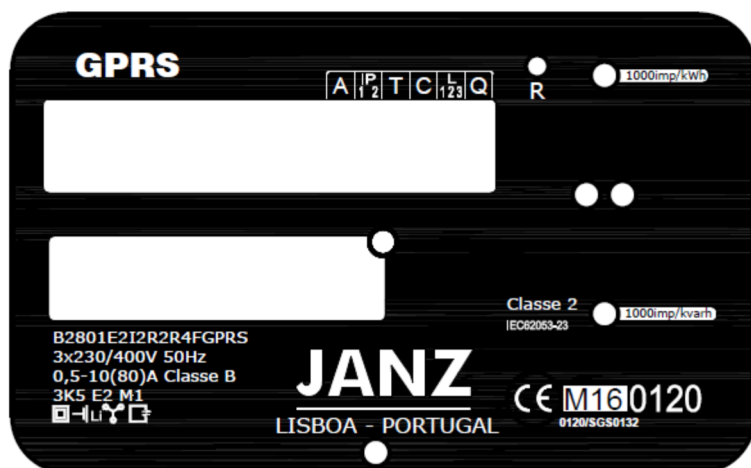 GPRS
A P 1 2 T C L 123 Q
R
1000imp/kWh
Classe 2
IEC62053-23
1000imp/kvarh
B2801E2I2R2R4FGPRS
3x230/400V 50Hz
0,5-10(80)A Classe B
3K5 E2 M1
Li
JANZ
LISBOA - PORTUGAL
CE M16 0120
0120/SGS0132